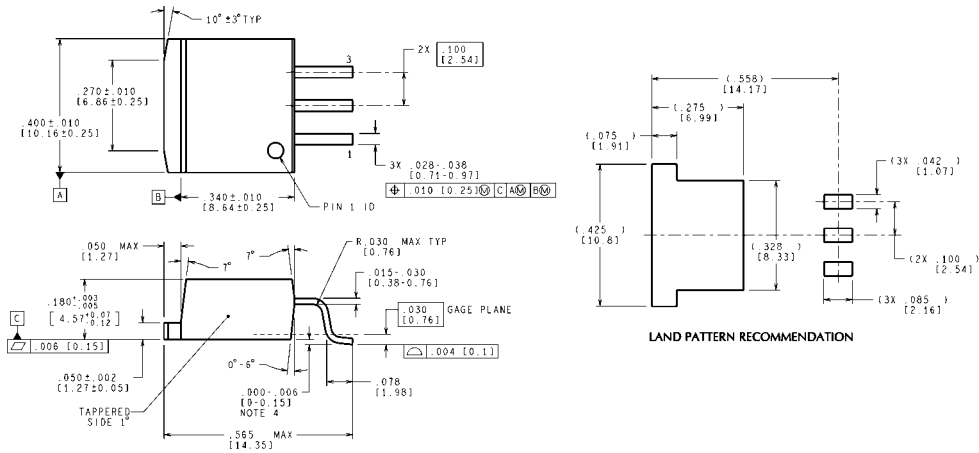 10° ±3° TYP
2X .100
[2.54]
3
.270±.010
[6.86±0.25]
.400±.010
[10.16±0.25]
1
3X .028-.038
[0.71-0.97]
⌖ .010 [0.25]Ⓜ C AⓂ BⓂ
A
B
.340±.010
[8.64±0.25]
PIN 1 ID
.050 MAX
[1.27]
7°
7°
R.030 MAX TYP
[0.76]
.015-.030
[0.38-0.76]
.180+.003
-.005
[4.57+0.07
-0.12]
.030
[0.76]
GAGE PLANE
C
⏥ .006 [0.15]
⌓ .004 [0.1]
0°-6°
.050±.002
[1.27±0.05]
.000-.006
[0-0.15]
NOTE 4
.078
[1.98]
TAPPERED
SIDE 1°
.565 MAX
[14.35]
(.558)
[14.17]
(.275)
[6.99]
(.075)
[1.91]
(3X .042)
[1.07]
(.425)
[10.8]
(.328)
[8.33]
(2X .100)
[2.54]
(3X .085)
[2.16]
LAND PATTERN RECOMMENDATION